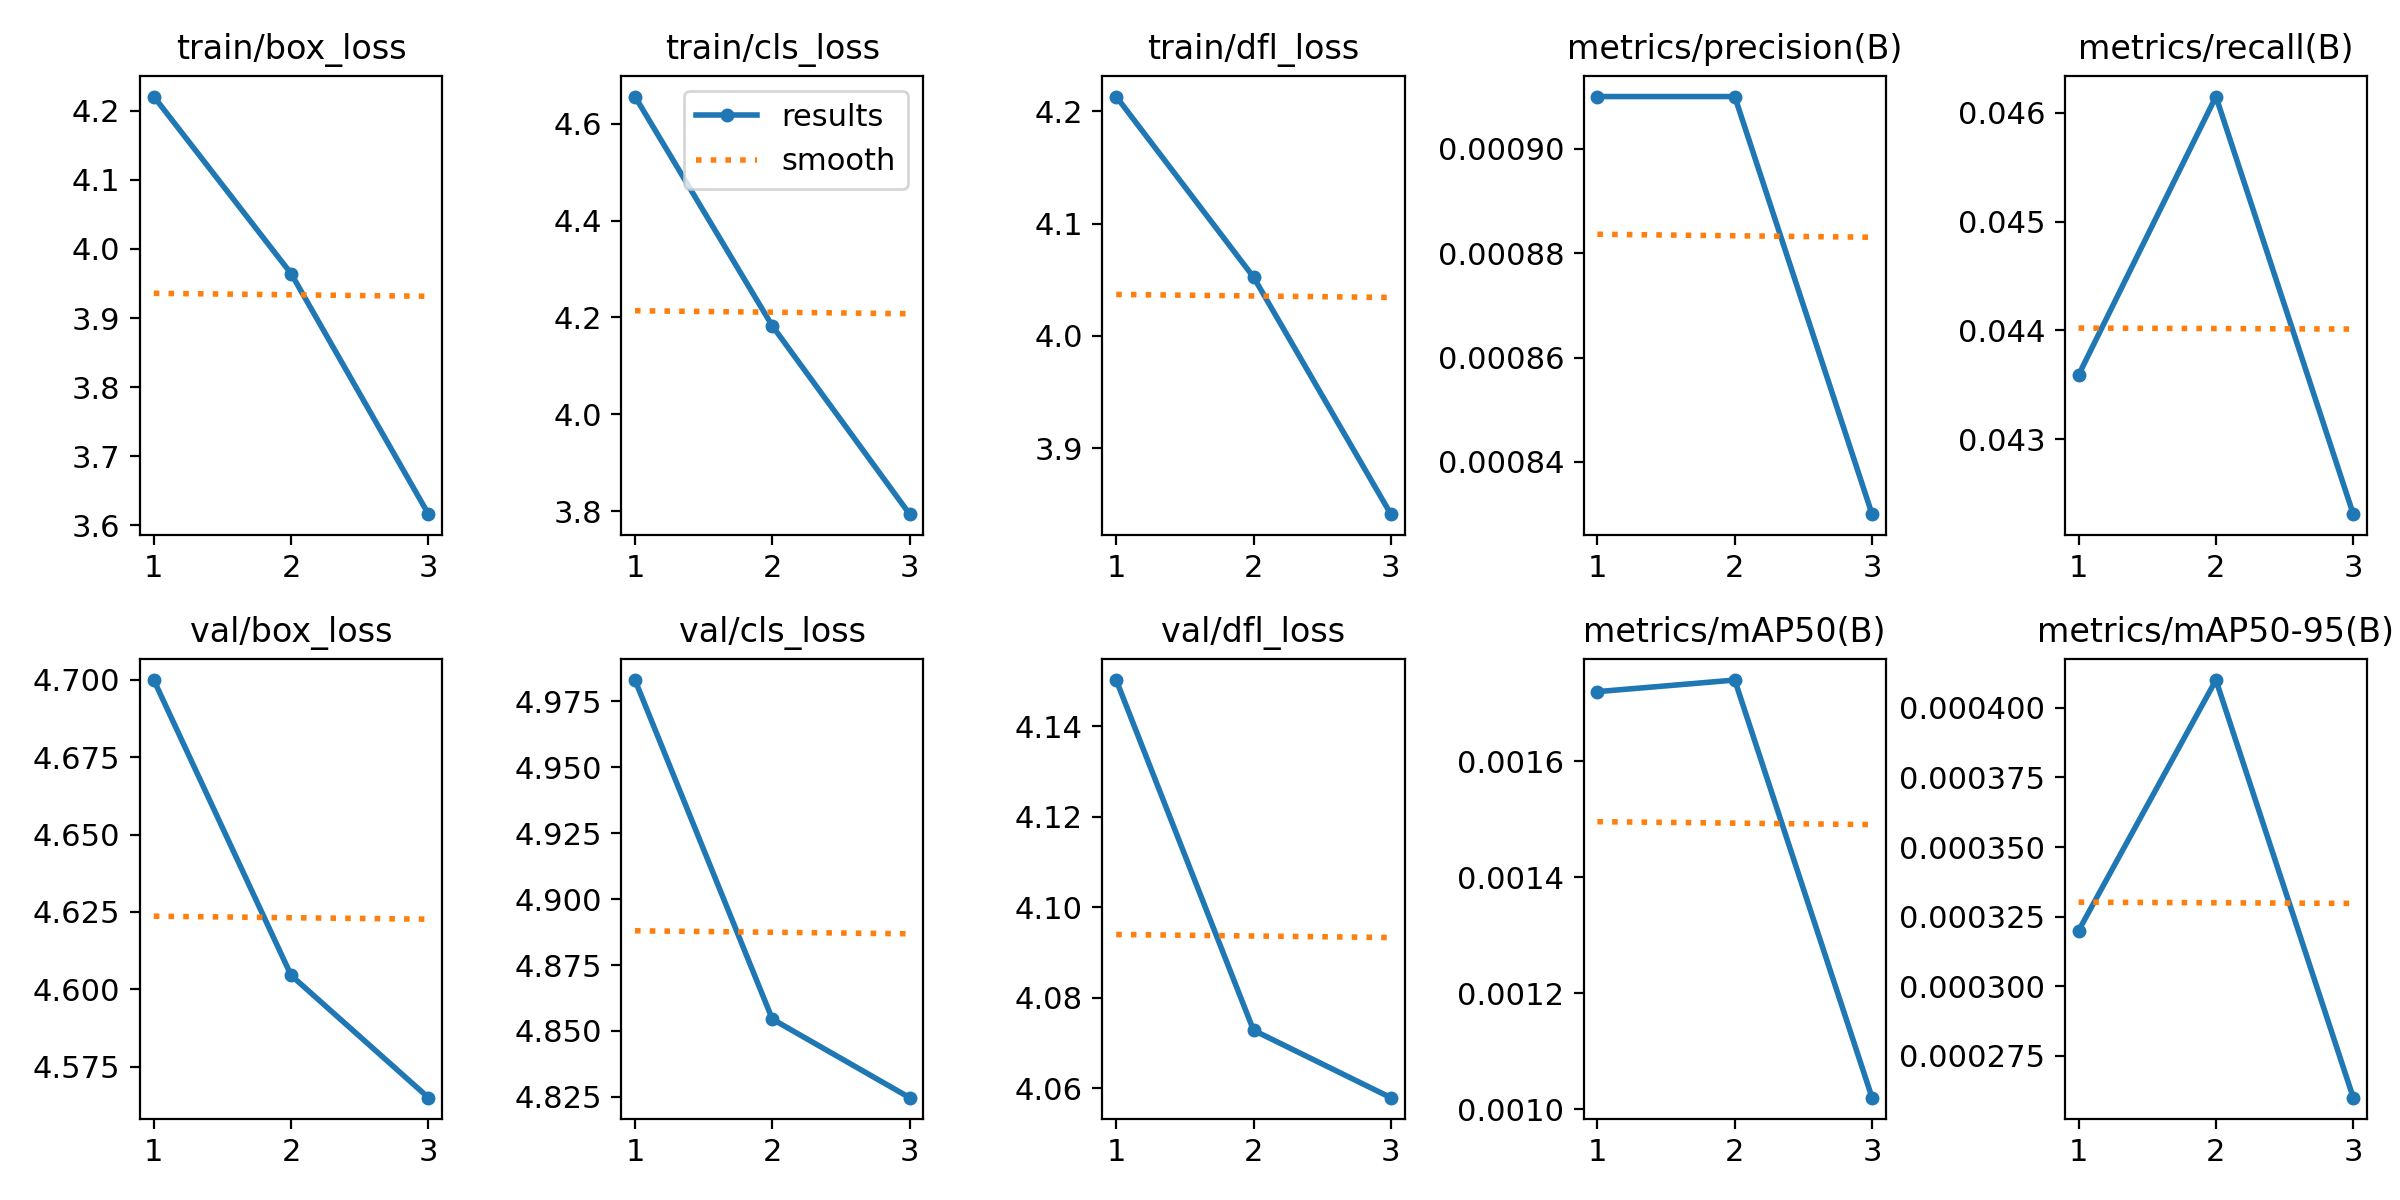 train/box_loss
4.2
4.1
4.0
3.9
3.8
3.7
3.6
1 2 3
train/cls_loss
results
smooth
4.6
4.4
4.2
4.0
3.8
1 2 3
train/dfl_loss
4.2
4.1
4.0
3.9
1 2 3
metrics/precision(B)
0.00090
0.00088
0.00086
0.00084
1 2 3
metrics/recall(B)
0.046
0.045
0.044
0.043
1 2 3
val/box_loss
4.700
4.675
4.650
4.625
4.600
4.575
1 2 3
val/cls_loss
4.975
4.950
4.925
4.900
4.875
4.850
4.825
1 2 3
val/dfl_loss
4.14
4.12
4.10
4.08
4.06
1 2 3
metrics/mAP50(B)
0.0016
0.0014
0.0012
0.0010
1 2 3
metrics/mAP50-95(B)
0.000400
0.000375
0.000350
0.000325
0.000300
0.000275
1 2 3